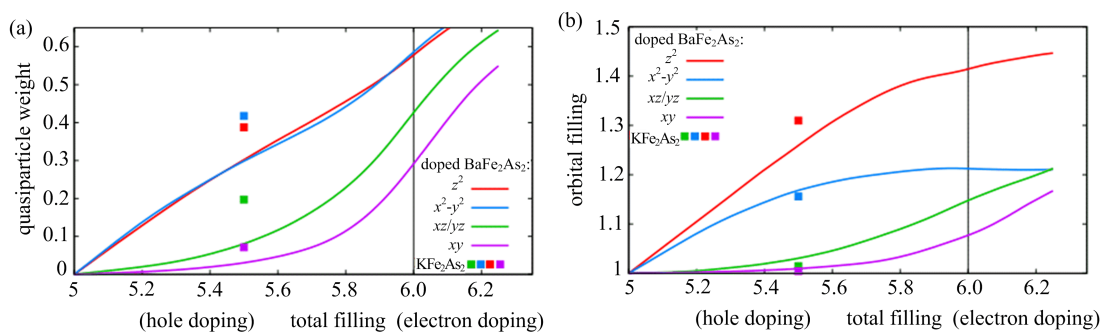 (a)
quasiparticle weight
0.6
0.5
0.4
0.3
0.2
0.1
0
5
5.2
5.4
5.6
5.8
6.0
6.2
(hole doping) total filling (electron doping)
doped BaFe₂As₂:
z²
x²-y²
xz/yz
xy
KFe₂As₂
(b)
orbital filling
1.5
1.4
1.3
1.2
1.1
1
5
5.2
5.4
5.6
5.8
6.0
6.2
(hole doping) total filling (electron doping)
doped BaFe₂As₂:
z²
x²-y²
xz/yz
xy
KFe₂As₂